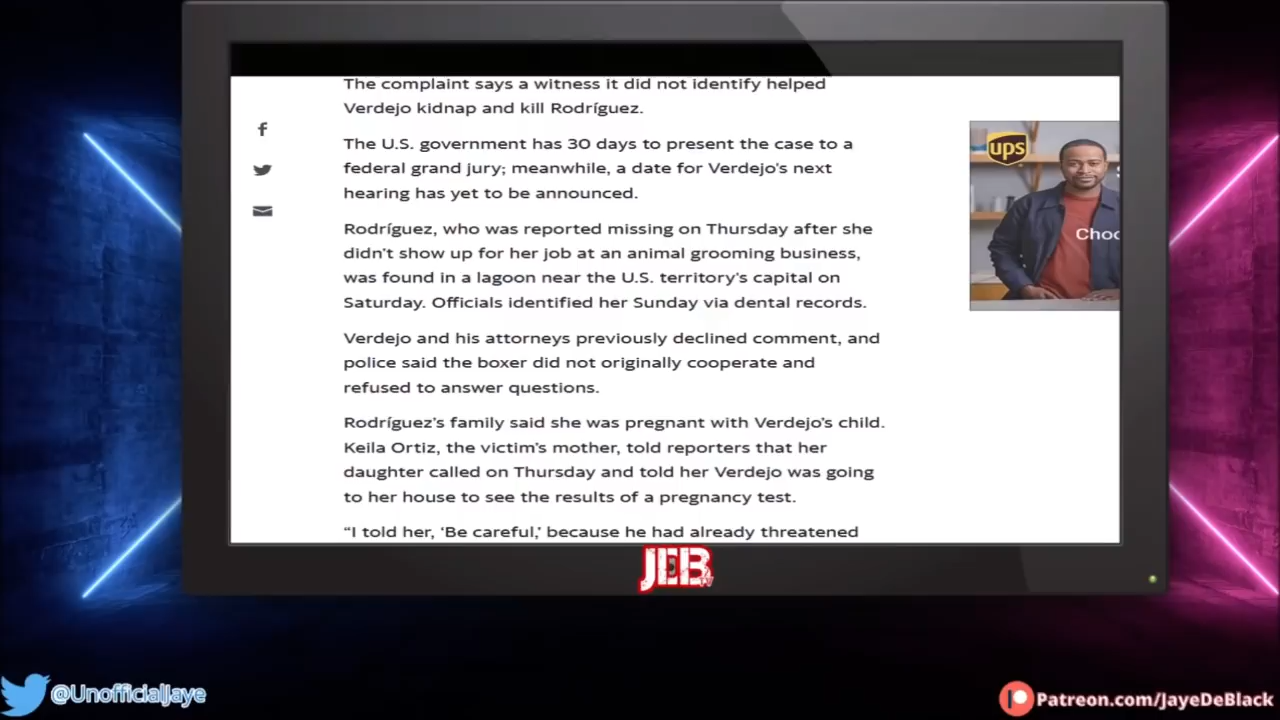 The complaint says a witness it did not identify helped
Verdejo kidnap and kill Rodríguez.
The U.S. government has 30 days to present the case to a
federal grand jury; meanwhile, a date for Verdejo's next
hearing has yet to be announced.
Rodríguez, who was reported missing on Thursday after she
didn't show up for her job at an animal grooming business,
was found in a lagoon near the U.S. territory's capital on
Saturday. Officials identified her Sunday via dental records.
Verdejo and his attorneys previously declined comment, and
police said the boxer did not originally cooperate and
refused to answer questions.
Rodríguez's family said she was pregnant with Verdejo's child.
Keila Ortiz, the victim's mother, told reporters that her
daughter called on Thursday and told her Verdejo was going
to her house to see the results of a pregnancy test.
“I told her, ‘Be careful,’ because he had already threatened
ups
Choo
JEB TV
@UnofficialJaye
Patreon.com/JayeDeBlack